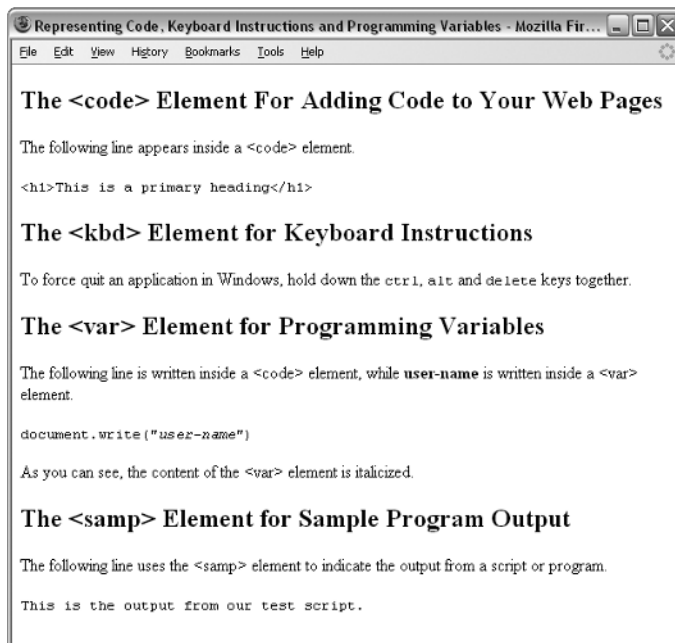 Representing Code, Keyboard Instructions and Programming Variables - Mozilla Fir...
File Edit View History Bookmarks Tools Help
The <code> Element For Adding Code to Your Web Pages
The following line appears inside a <code> element.
<h1>This is a primary heading</h1>
The <kbd> Element for Keyboard Instructions
To force quit an application in Windows, hold down the ctrl, alt and delete keys together.
The <var> Element for Programming Variables
The following line is written inside a <code> element, while user-name is written inside a <var>
element.
document.write("user-name")
As you can see, the content of the <var> element is italicized.
The <samp> Element for Sample Program Output
The following line uses the <samp> element to indicate the output from a script or program.
This is the output from our test script.